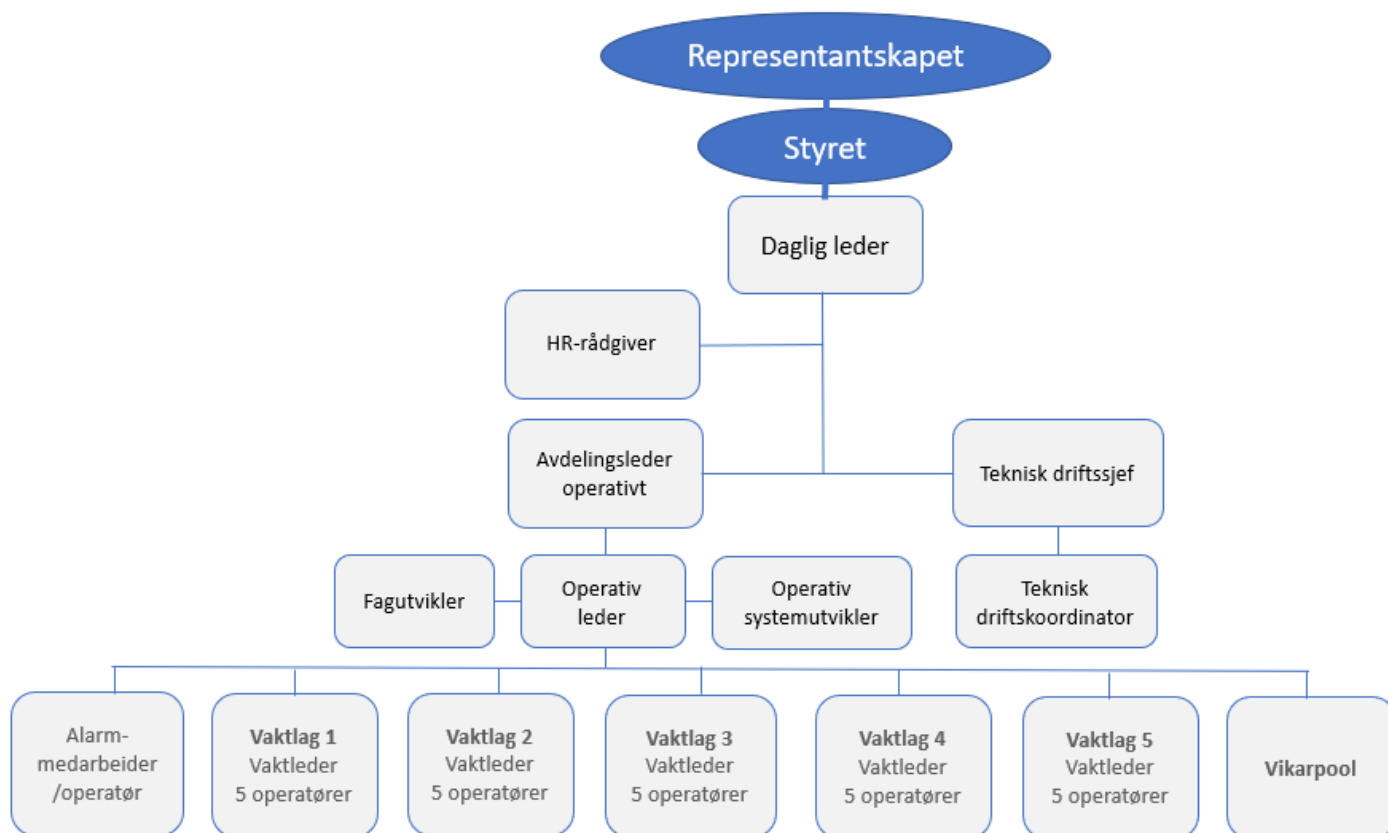 Representantskapet
Styret
Daglig leder
HR-rådgiver
Avdelingsleder
operativt
Teknisk driftssjef
Fagutvikler
Operativ
leder
Operativ
systemutvikler
Teknisk
driftskoordinator
Alarm-
medarbeider
/operatør
Vaktlag 1
Vaktleder
5 operatører
Vaktlag 2
Vaktleder
5 operatører
Vaktlag 3
Vaktleder
5 operatører
Vaktlag 4
Vaktleder
5 operatører
Vaktlag 5
Vaktleder
5 operatører
Vikarpool